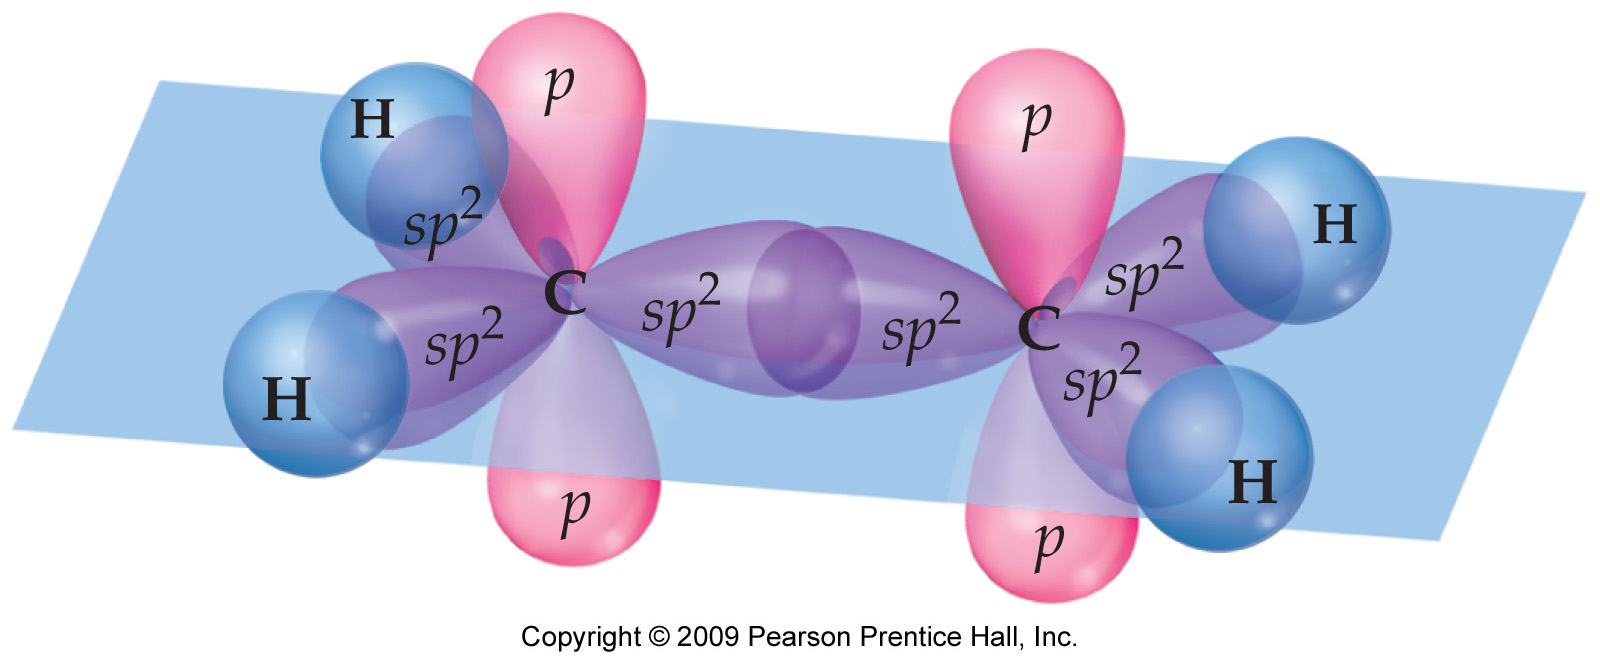 p
H
p
sp²
H
sp²
C
sp²
sp²
sp²
C
sp²
H
H
p
p
Copyright © 2009 Pearson Prentice Hall, Inc.